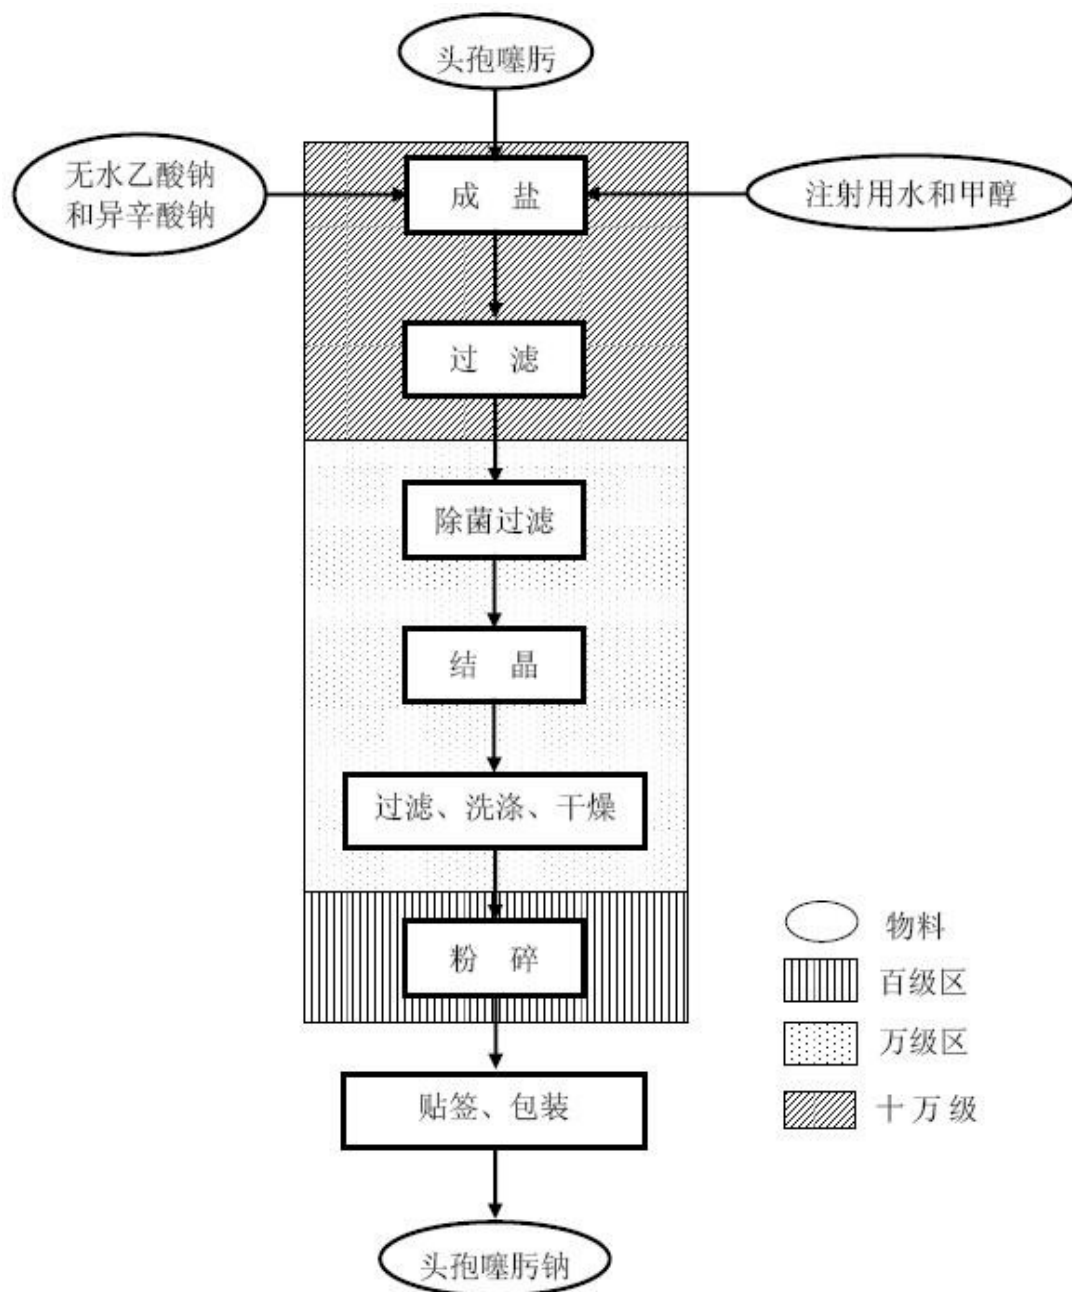 头孢噻肟
无水乙酸钠
和异辛酸钠
成 盐
注射用水和甲醇
过 滤
除菌过滤
结 晶
过滤、洗涤、干燥
粉 碎
贴签、包装
头孢噻肟钠
物料
百级区
万级区
十万级